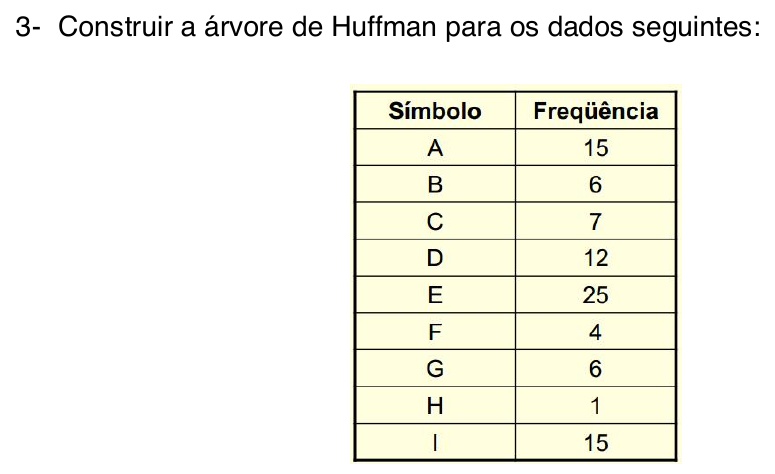 3- Construir a árvore de Huffman para os dados seguintes:
Símbolo Freqüência
A 15
B 6
C 7
D 12
E 25
F 4
G 6
H 1
I 15